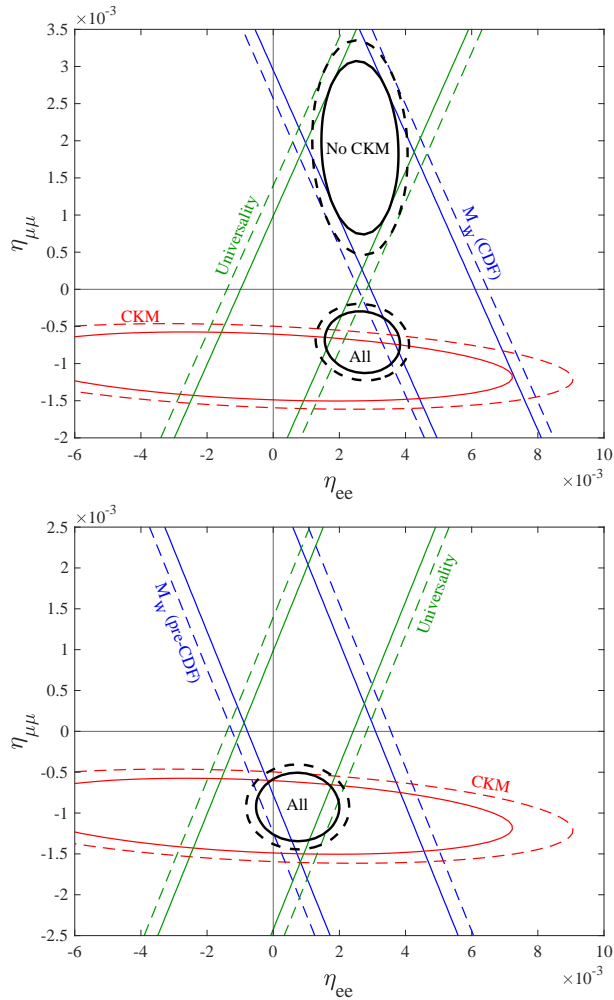 ×10⁻³
3.5
3
2.5
2
1.5
1
0.5
0
-0.5
-1
-1.5
-2
η_μμ
No CKM
Universality
M_W (CDF)
CKM
All
-6 -4 -2 0 2 4 6 8 10
η_ee
×10⁻³
×10⁻³
2.5
2
1.5
1
0.5
0
-0.5
-1
-1.5
-2
-2.5
η_μμ
M_W (pre-CDF)
Universality
CKM
All
-6 -4 -2 0 2 4 6 8 10
η_ee
×10⁻³